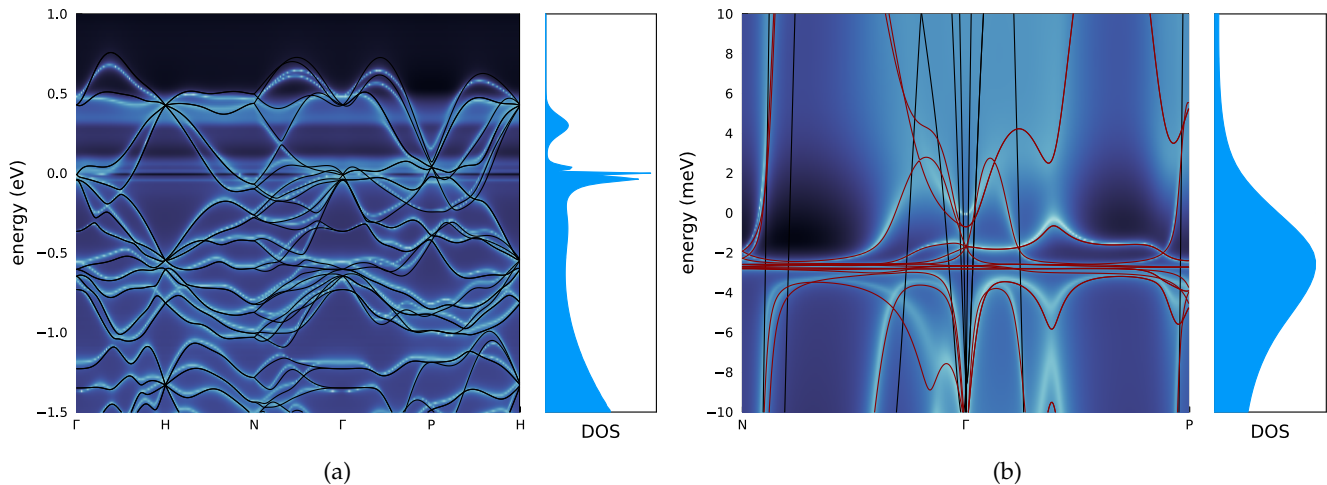 1.0
0.5
0.0
−0.5
−1.0
−1.5
energy (eV)
Γ H N Γ P H
DOS
(a)
10
8
6
4
2
0
−2
−4
−6
−8
−10
energy (meV)
N Γ P
DOS
(b)